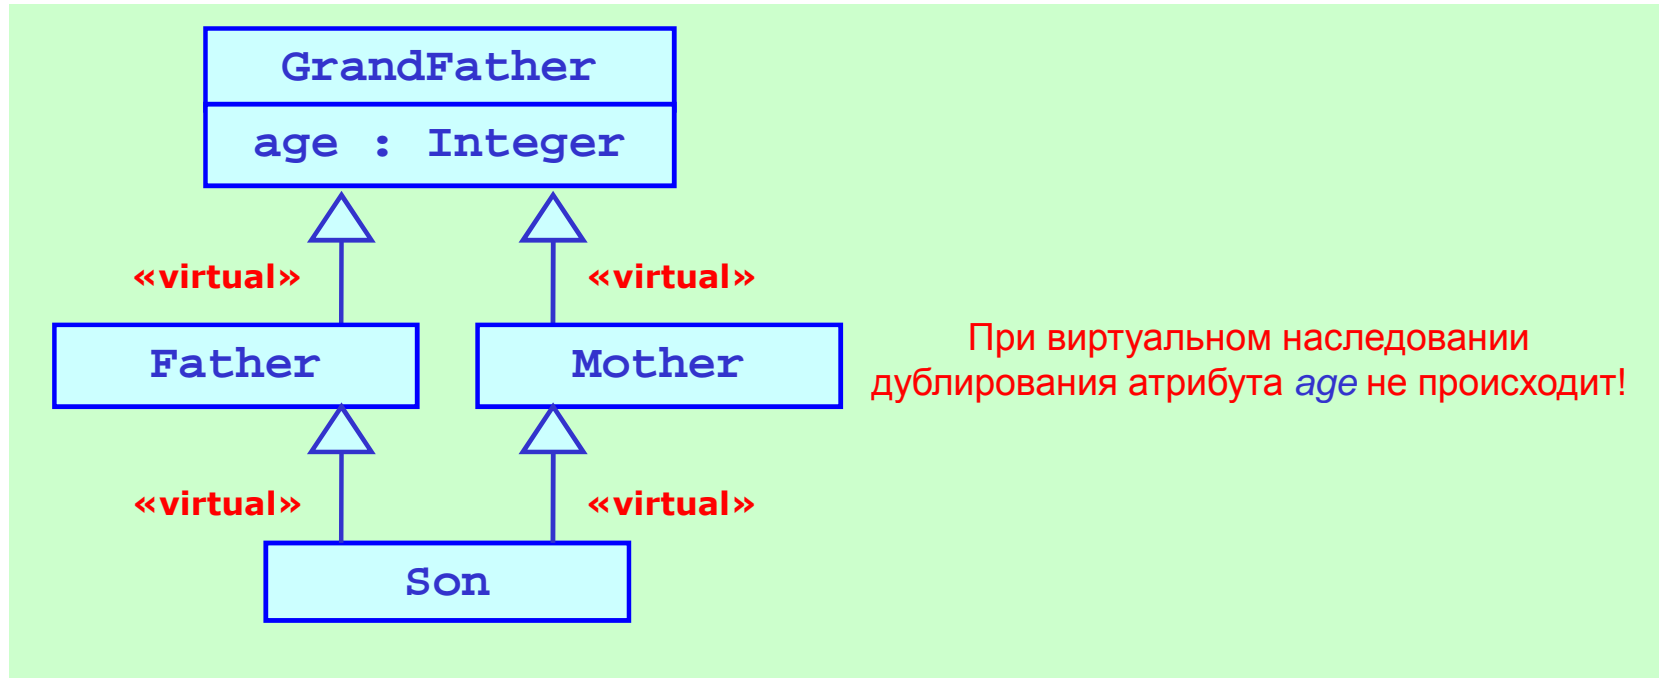 GrandFather
age : Integer
«virtual» «virtual»
Father Mother
При виртуальном наследовании
дублирования атрибута age не происходит!
«virtual» «virtual»
Son